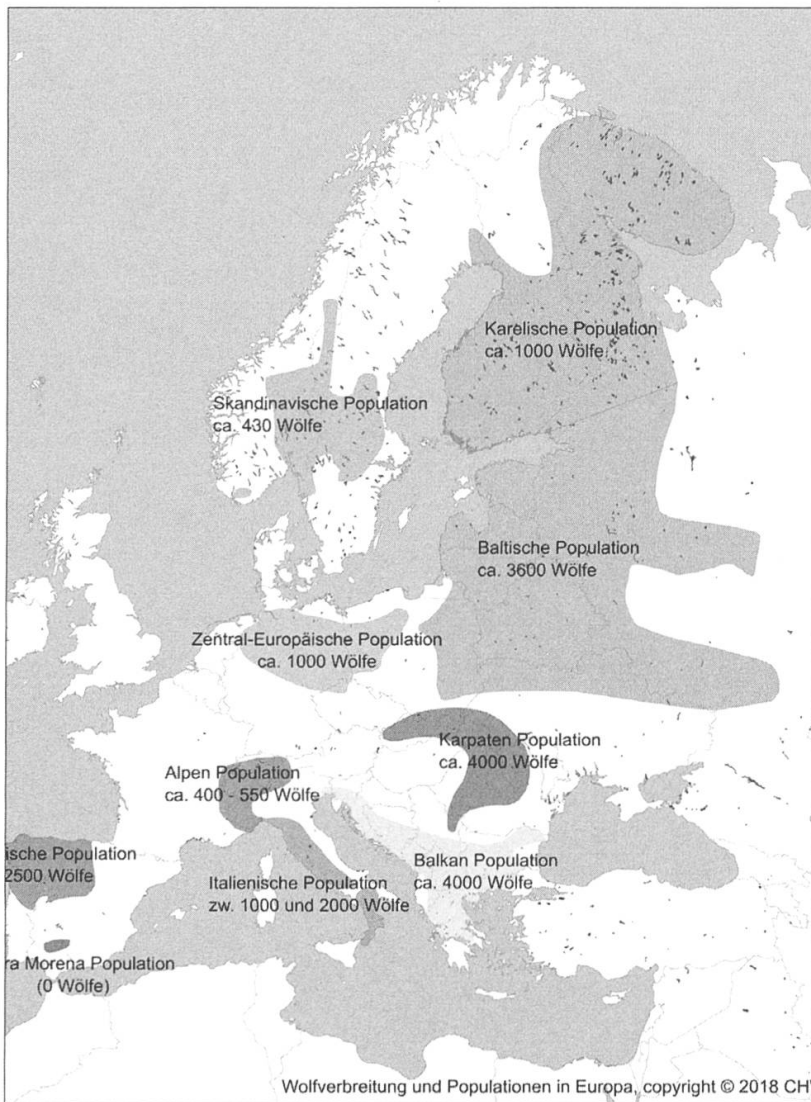 Karelische Population
ca. 1000 Wölfe
Skandinavische Population
ca. 430 Wölfe
Baltische Population
ca. 3600 Wölfe
Zentral-Europäische Population
ca. 1000 Wölfe
Karpaten Population
ca. 4000 Wölfe
Alpen Population
ca. 400 - 550 Wölfe
ische Population
2500 Wölfe
Balkan Population
ca. 4000 Wölfe
Italienische Population
zw. 1000 und 2000 Wölfe
ra Morena Population
(0 Wölfe)
Wolfverbreitung und Populationen in Europa, copyright © 2018 CH